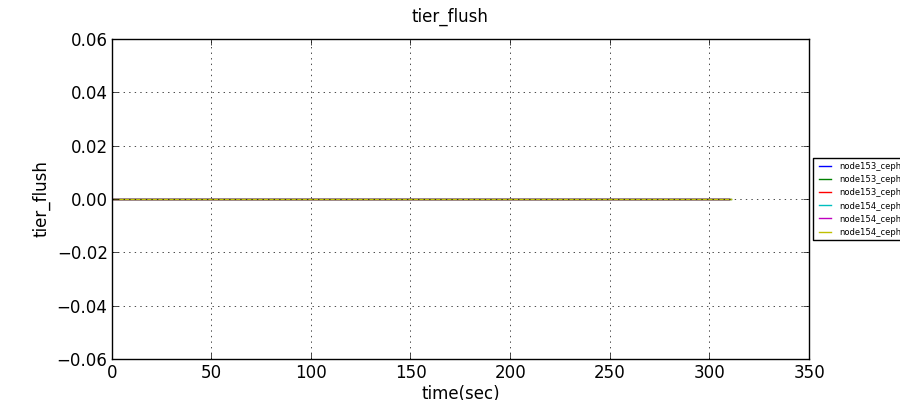 tier_flush
0.06
0.04
0.02
0.00
−0.02
−0.04
−0.06
tier_flush
0 50 100 150 200 250 300 350
time(sec)
node153_ceph
node153_ceph
node153_ceph
node154_ceph
node154_ceph
node154_ceph